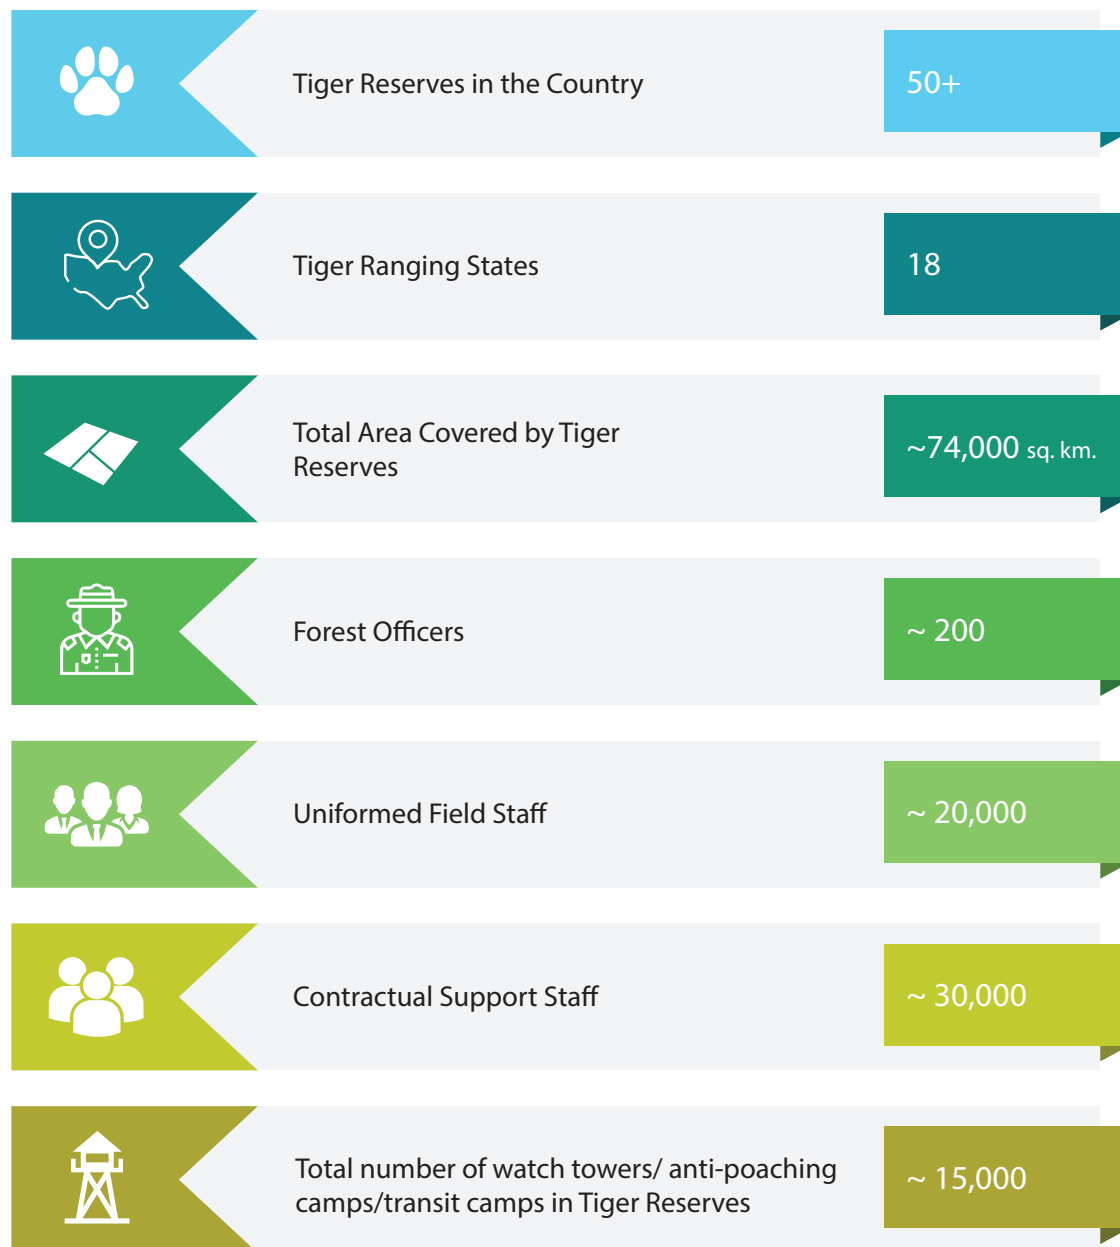 Tiger Reserves in the Country
50+
Tiger Ranging States
18
Total Area Covered by Tiger
Reserves
~74,000 sq. km.
Forest Officers
~ 200
Uniformed Field Staff
~ 20,000
Contractual Support Staff
~ 30,000
Total number of watch towers/ anti-poaching
camps/transit camps in Tiger Reserves
~ 15,000